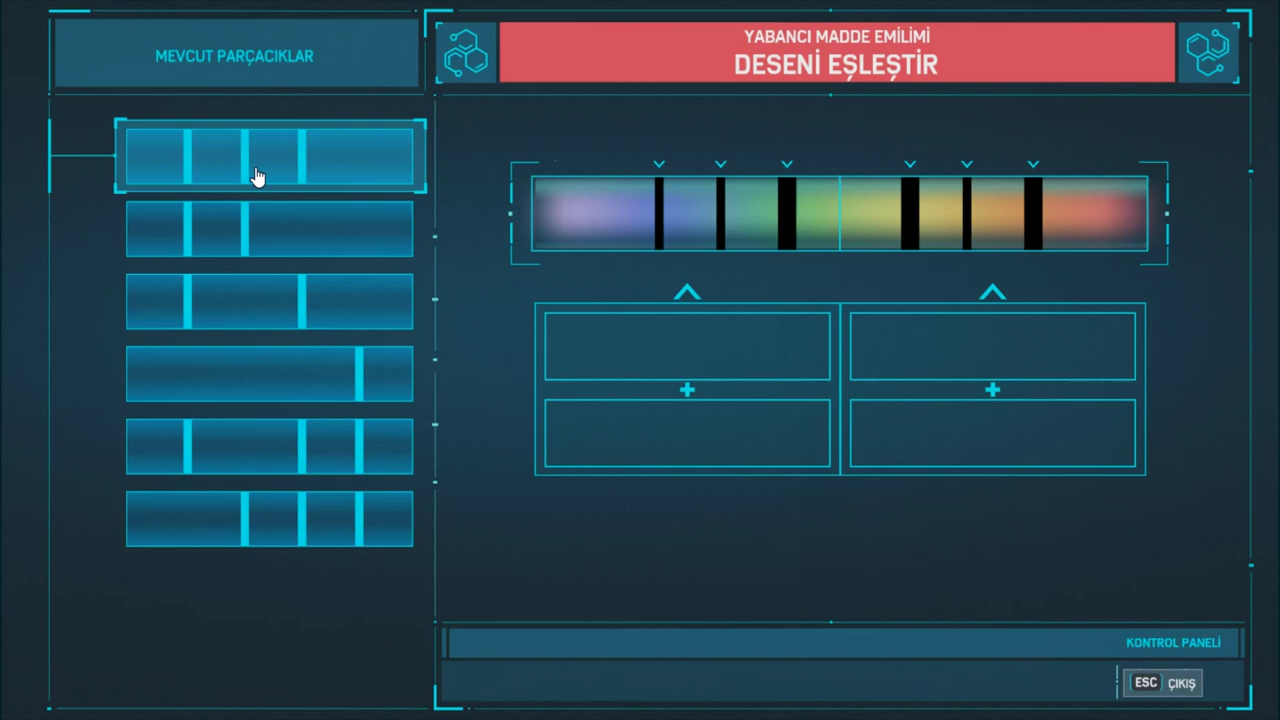 MEVCUT PARÇACIKLAR
YABANCI MADDE EMİLİMİ
DESENİ EŞLEŞTİR
KONTROL PANELİ
ESC ÇIKIŞ